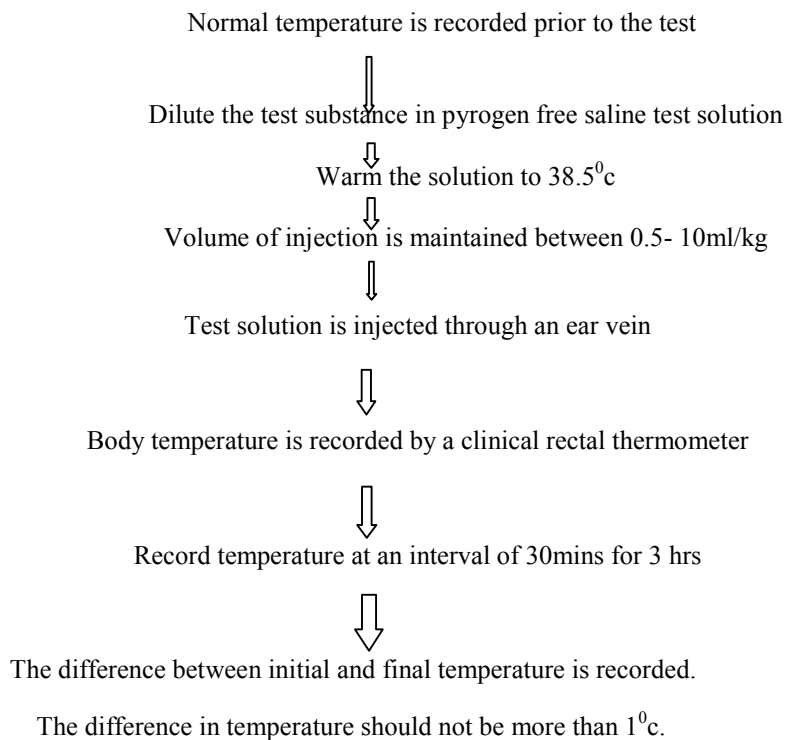 Normal temperature is recorded prior to the test
Dilute the test substance in pyrogen free saline test solution
Warm the solution to 38.5⁰c
Volume of injection is maintained between 0.5- 10ml/kg
Test solution is injected through an ear vein
Body temperature is recorded by a clinical rectal thermometer
Record temperature at an interval of 30mins for 3 hrs
The difference between initial and final temperature is recorded.
The difference in temperature should not be more than 1⁰c.